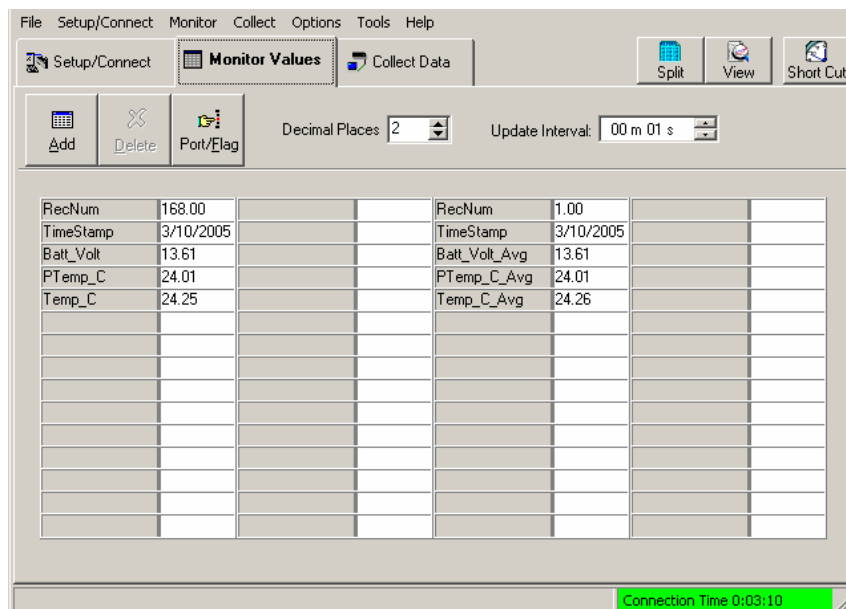 File Setup/Connect Monitor Collect Options Tools Help
Setup/Connect Monitor Values Collect Data Split View Short Cut
Add Delete Port/Flag Decimal Places 2 Update Interval: 00 m 01 s
RecNum 168.00 RecNum 1.00
TimeStamp 3/10/2005 TimeStamp 3/10/2005
Batt_Volt 13.61 Batt_Volt_Avg 13.61
PTemp_C 24.01 PTemp_C_Avg 24.01
Temp_C 24.25 Temp_C_Avg 24.26
Connection Time 0:03:10